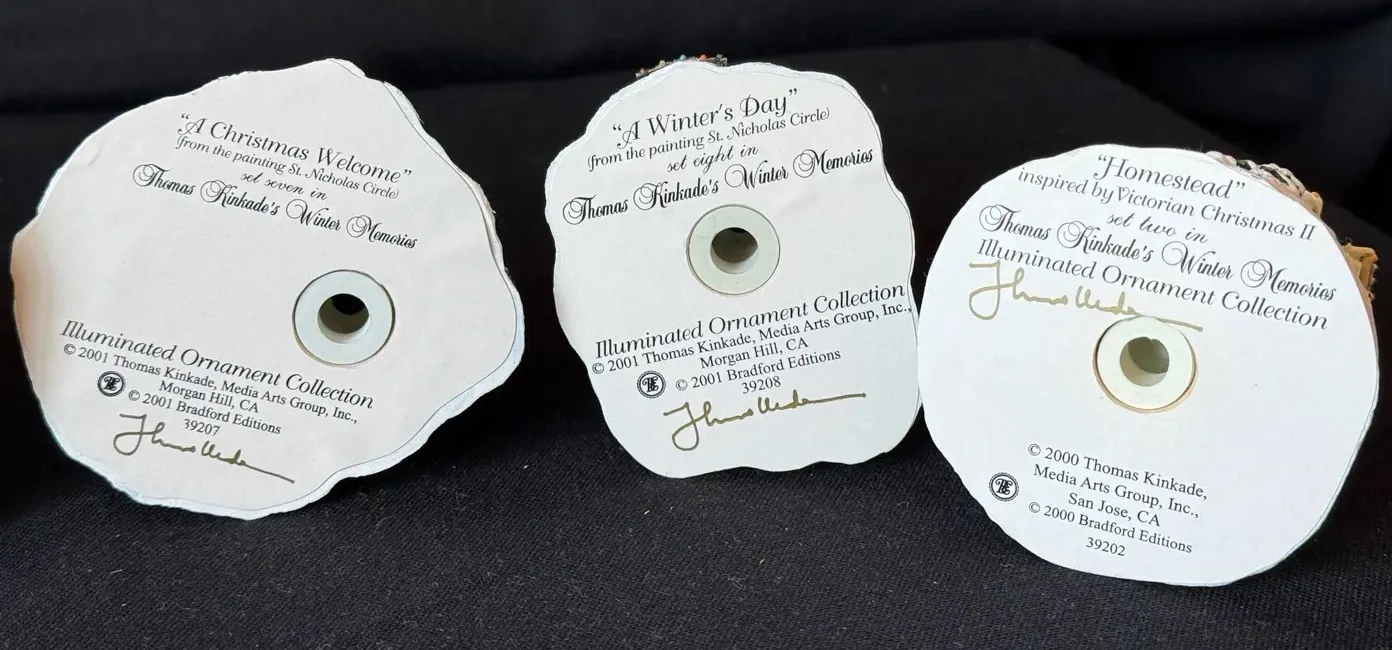 “A Christmas Welcome”
(from the painting St. Nicholas Circle)
set seven in
Thomas Kinkade's Winter Memories
Illuminated Ornament Collection
© 2001 Thomas Kinkade, Media Arts Group, Inc.,
Morgan Hill, CA
© 2001 Bradford Editions
39207
“A Winter's Day”
(from the painting St. Nicholas Circle)
set eight in
Thomas Kinkade's Winter Memories
Illuminated Ornament Collection
© 2001 Thomas Kinkade, Media Arts Group, Inc.,
Morgan Hill, CA
© 2001 Bradford Editions
39208
“Homestead”
inspired by Victorian Christmas II
set two in
Thomas Kinkade's Winter Memories
Illuminated Ornament Collection
© 2000 Thomas Kinkade,
Media Arts Group, Inc.,
San Jose, CA
© 2000 Bradford Editions
39202